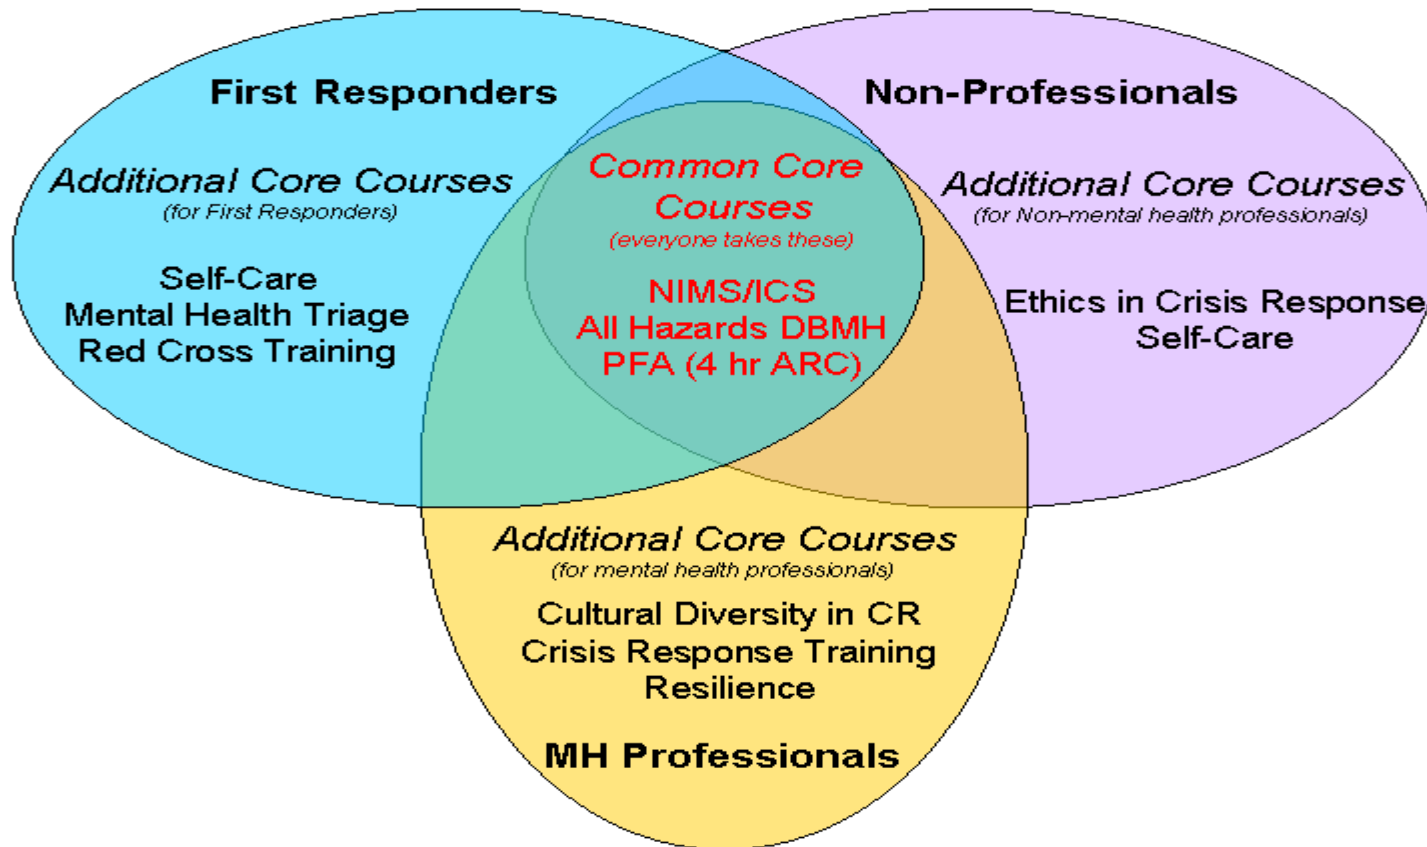 First Responders
Additional Core Courses
(for First Responders)
Self-Care
Mental Health Triage
Red Cross Training
Common Core
Courses
(everyone takes these)
NIMS/ICS
All Hazards DBMH
PFA (4 hr ARC)
Non-Professionals
Additional Core Courses
(for Non-mental health professionals)
Ethics in Crisis Response
Self-Care
Additional Core Courses
(for mental health professionals)
Cultural Diversity in CR
Crisis Response Training
Resilience
MH Professionals